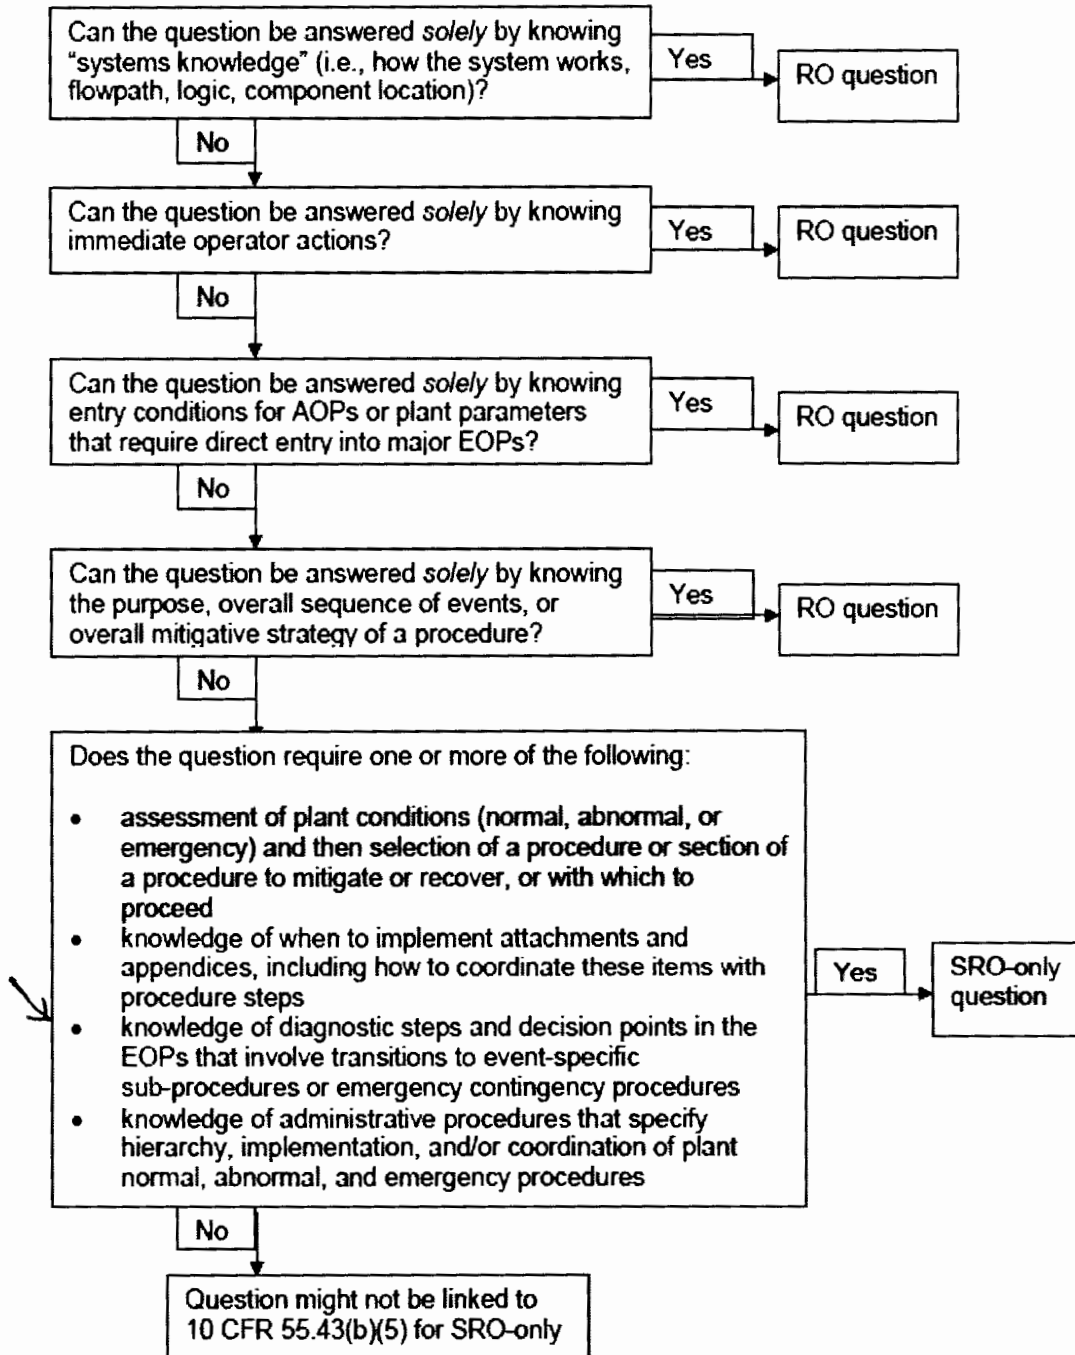 Can the question be answered solely by knowing
"systems knowledge" (i.e., how the system works,
flowpath, logic, component location)?
Yes
RO question
No
Can the question be answered solely by knowing
immediate operator actions?
Yes
RO question
No
Can the question be answered solely by knowing
entry conditions for AOPs or plant parameters
that require direct entry into major EOPs?
Yes
RO question
No
Can the question be answered solely by knowing
the purpose, overall sequence of events, or
overall mitigative strategy of a procedure?
Yes
RO question
No
Does the question require one or more of the following:
• assessment of plant conditions (normal, abnormal, or
emergency) and then selection of a procedure or section of
a procedure to mitigate or recover, or with which to
proceed
• knowledge of when to implement attachments and
appendices, including how to coordinate these items with
procedure steps
• knowledge of diagnostic steps and decision points in the
EOPs that involve transitions to event-specific
sub-procedures or emergency contingency procedures
• knowledge of administrative procedures that specify
hierarchy, implementation, and/or coordination of plant
normal, abnormal, and emergency procedures
Yes
SRO-only
question
No
Question might not be linked to
10 CFR 55.43(b)(5) for SRO-only